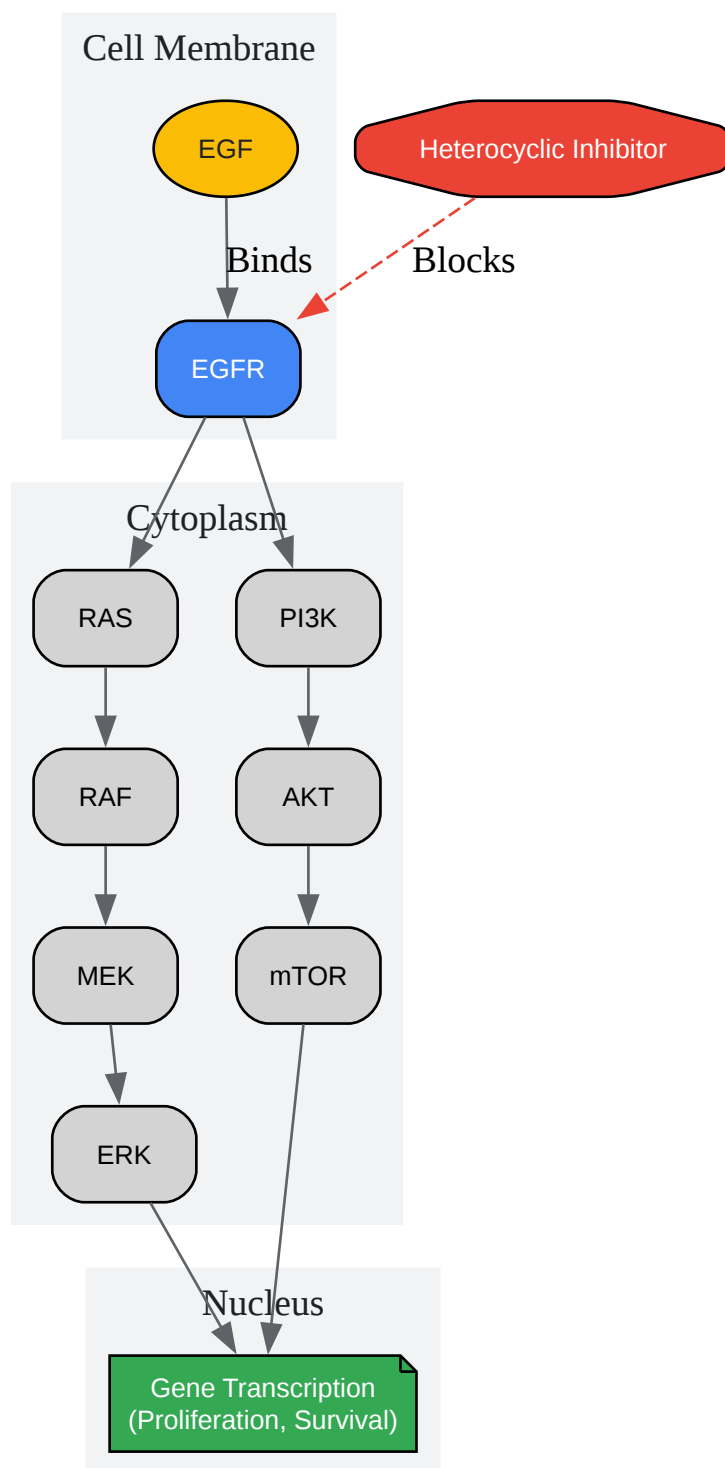 Cell Membrane
EGF
Heterocyclic Inhibitor
Binds
Blocks
EGFR
Cytoplasm
RAS
PI3K
RAF
AKT
MEK
mTOR
ERK
Nucleus
Gene Transcription
(Proliferation, Survival)